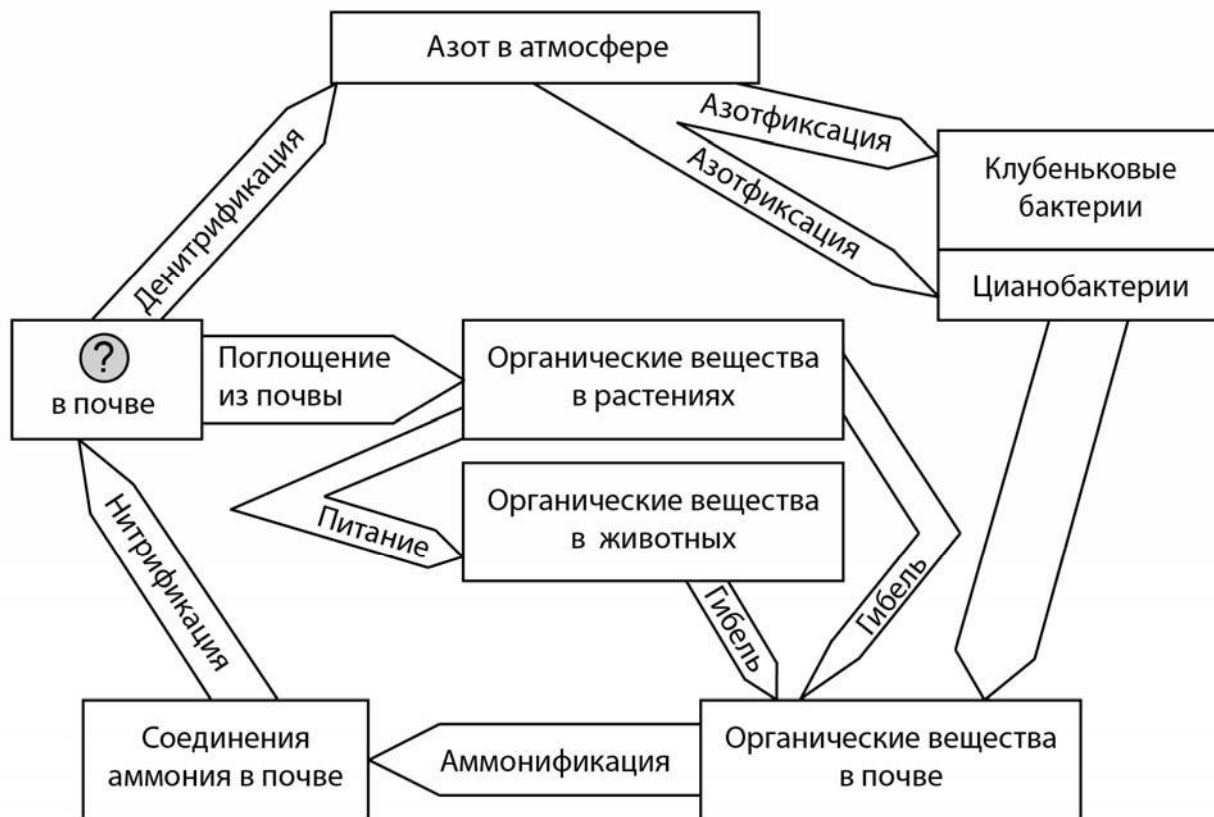 Азот в атмосфере
Азотфиксация
Азотфиксация
Клубеньковые
бактерии
Цианобактерии
Денитрификация
?
в почве
Поглощение
из почвы
Органические вещества
в растениях
Питание
Органические вещества
в животных
Нитрификация
Гибель
Гибель
Соединения
аммония в почве
Аммонификация
Органические вещества
в почве